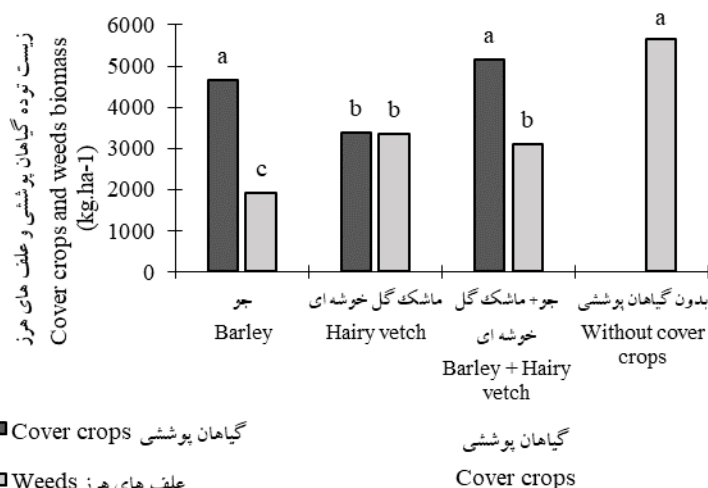 زیست توده گیاهان پوششی و علف های هرز
Cover crops and weeds biomass
(kg.ha-1)
6000
5000
4000
3000
2000
1000
0
a
c
b
b
a
b
a
جو
Barley
ماشک گل خوشه ای
Hairy vetch
جو+ ماشک گل
خوشه ای
Barley + Hairy
vetch
بدون گیاهان پوششی
Without cover
crops
Cover crops گیاهان پوششی
Weeds علف های هرز
گیاهان پوششی
Cover crops